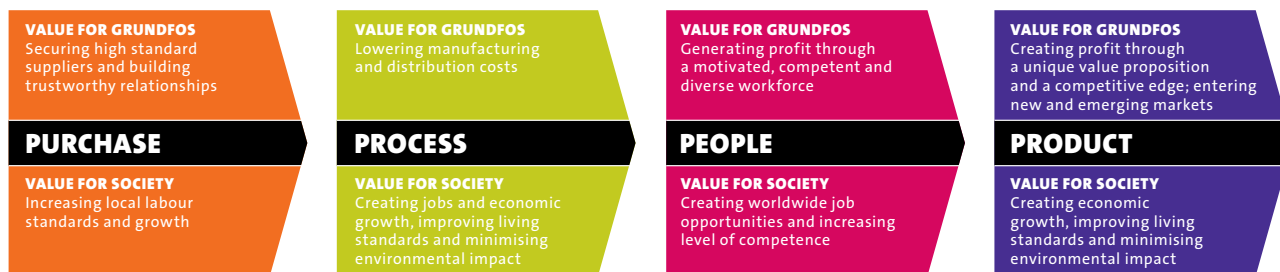 VALUE FOR GRUNDFOS
Securing high standard
suppliers and building
trustworthy relationships
PURCHASE
VALUE FOR SOCIETY
Increasing local labour
standards and growth
VALUE FOR GRUNDFOS
Lowering manufacturing
and distribution costs
PROCESS
VALUE FOR SOCIETY
Creating jobs and economic
growth, improving living
standards and minimising
environmental impact
VALUE FOR GRUNDFOS
Generating profit through
a motivated, competent and
diverse workforce
PEOPLE
VALUE FOR SOCIETY
Creating worldwide job
opportunities and increasing
level of competence
VALUE FOR GRUNDFOS
Creating profit through
a unique value proposition
and a competitive edge; entering
new and emerging markets
PRODUCT
VALUE FOR SOCIETY
Creating economic
growth, improving living
standards and minimising
environmental impact